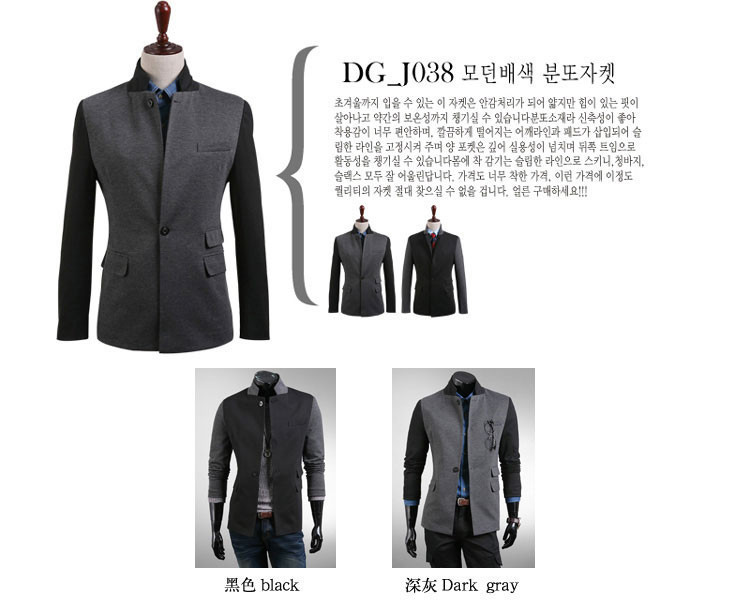 DG_J038 모던배색 분또자켓
초겨울까지 입을 수 있는 이 자켓은 안감처리가 되어 얇지만 힘이 있는 핏이
살아나고 약간의 보온성까지 챙기실 수 있습니다분또소재라 신축성이 좋아
착용감이 너무 편안하며, 깔끔하게 떨어지는 어깨라인과 패드가 삽입되어 슬
림한 라인을 고정시켜 주며 양 포켓은 깊어 실용성이 넘치며 뒤쪽 트임으로
활동성을 챙기실 수 있습니다몸에 착 감기는 슬림한 라인으로 스키니,청바지,
슬랙스 모두 잘 어울린답니다. 가격도 너무 착한 가격, 이런 가격에 이정도
퀄리티의 자켓 절대 찾으실 수 없을 겁니다. 얼른 구매하세요!!!
黑色 black
深灰 Dark gray